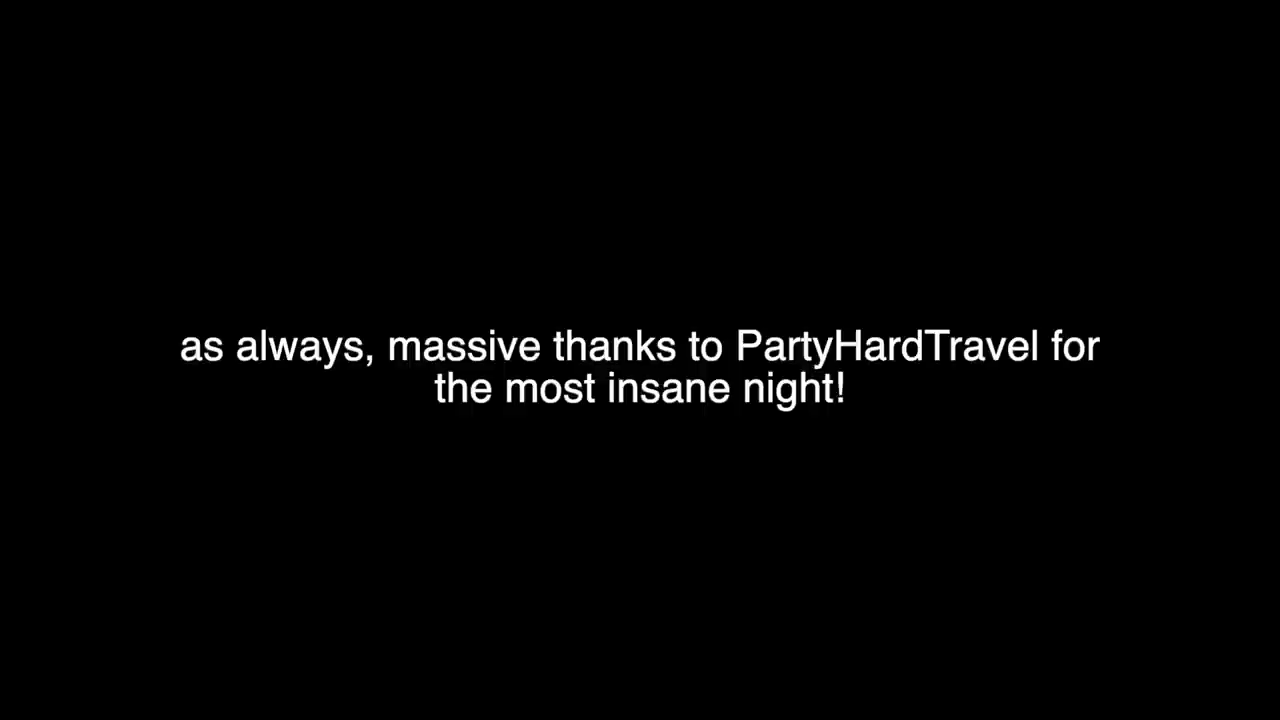 as always, massive thanks to PartyHardTravel for
the most insane night!